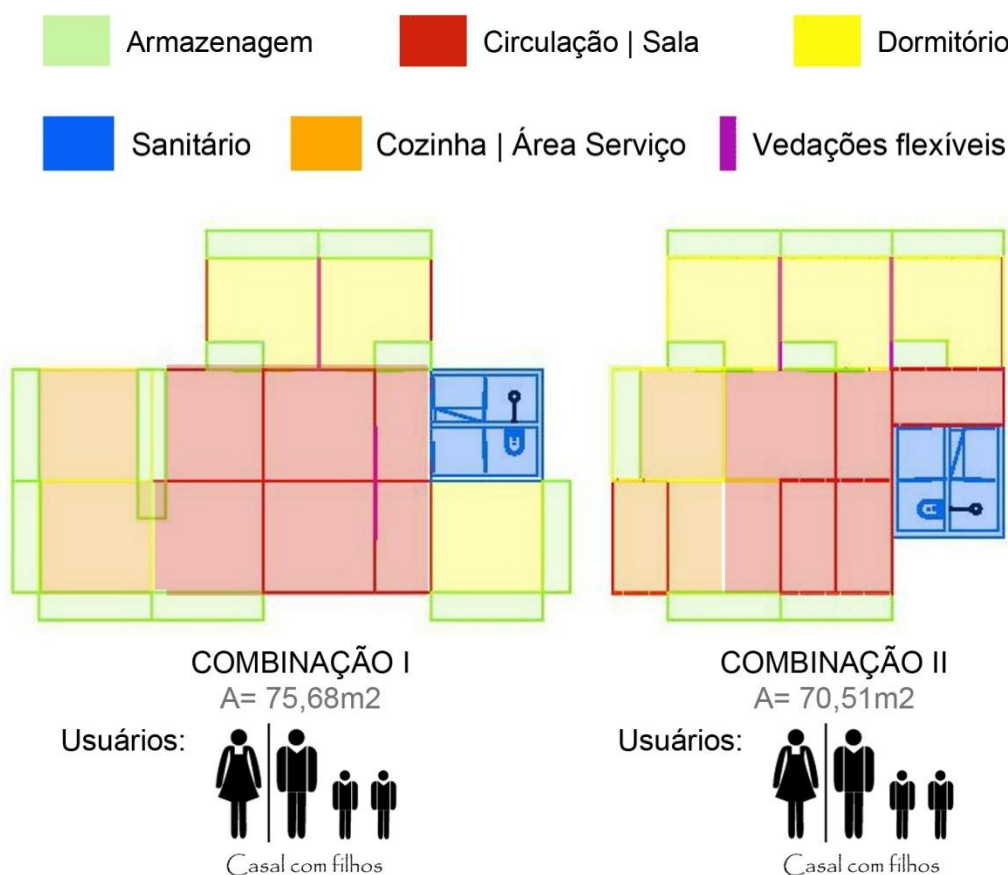 Armazenagem
Circulação | Sala
Dormitório
Sanitário
Cozinha | Área Serviço
Vedações flexíveis
COMBINAÇÃO I
A= 75,68m2
Usuários:
Casal com filhos
COMBINAÇÃO II
A= 70,51m2
Usuários:
Casal com filhos